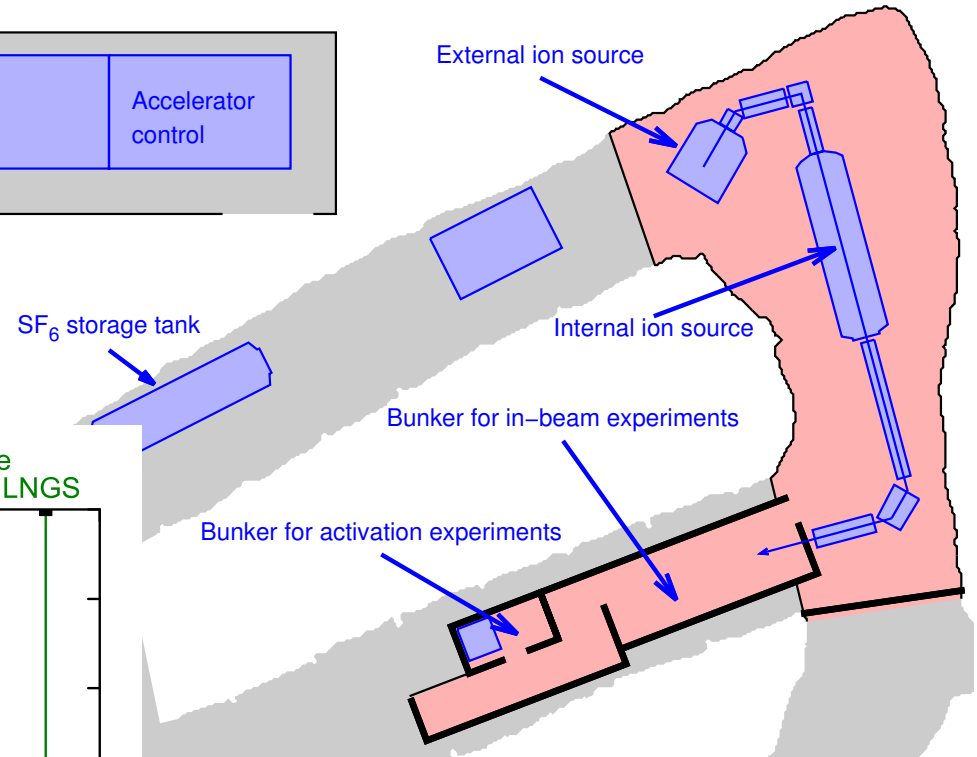 External ion source
Accelerator
control
SF6 storage tank
Internal ion source
Bunker for in−beam experiments
e
LNGS
Bunker for activation experiments